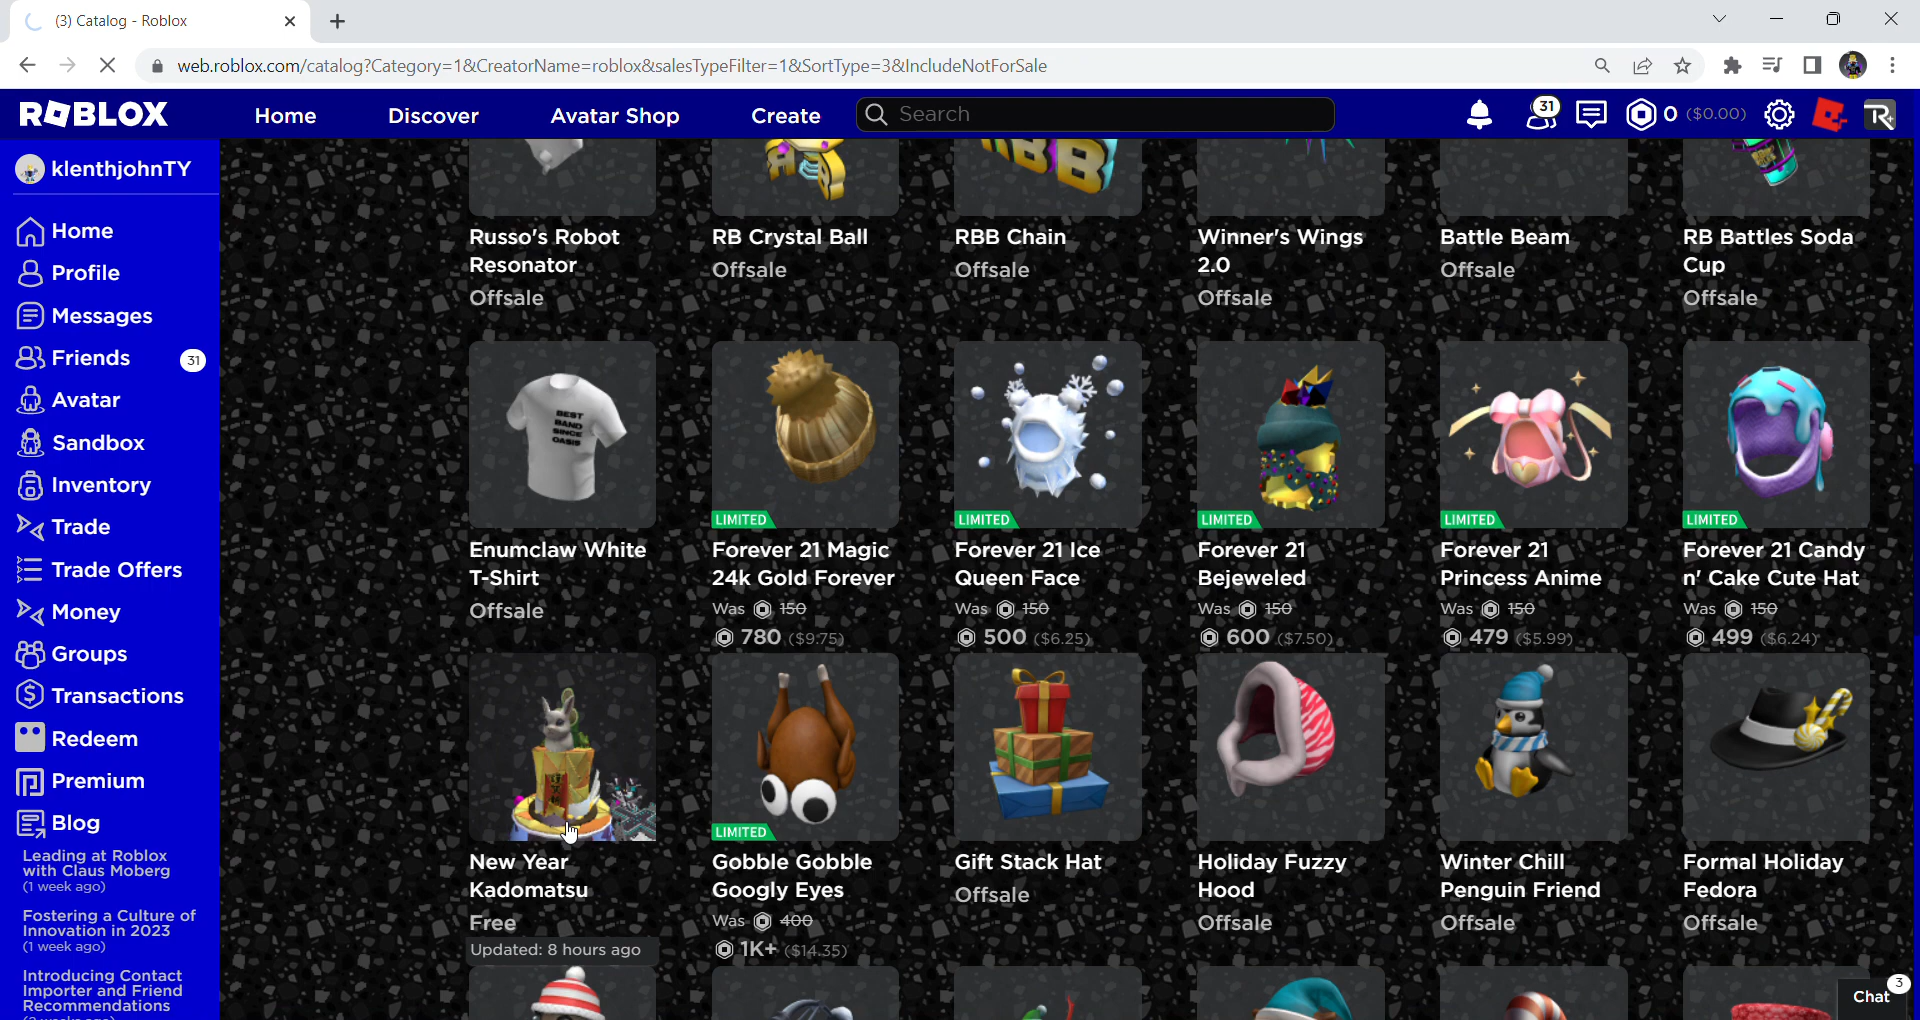 (3) Catalog - Roblox
web.roblox.com/catalog?Category=1&CreatorName=roblox&salesTypeFilter=1&SortType=3&IncludeNotForSale
ROBLOX
Home
Discover
Avatar Shop
Create
Search
31
0 ($0.00)
klenthjohnTY
Home
Profile
Messages
Friends
31
Avatar
Sandbox
Inventory
Trade
Trade Offers
Money
Groups
Transactions
Redeem
Premium
Blog
Leading at Roblox
with Claus Moberg
(1 week ago)
Fostering a Culture of
Innovation in 2023
(1 week ago)
Introducing Contact
Importer and Friend
Recommendations
Russo's Robot
Resonator
Offsale
RB Crystal Ball
Offsale
RBB Chain
Offsale
Winner's Wings
2.0
Offsale
Battle Beam
Offsale
RB Battles Soda
Cup
Offsale
BEST
BAND
SINCE
OASIS
Enumclaw White
T-Shirt
Offsale
LIMITED
Forever 21 Magic
24k Gold Forever
Was 150
780 ($9.75)
LIMITED
Forever 21 Ice
Queen Face
Was 150
500 ($6.25)
LIMITED
Forever 21
Bejeweled
Was 150
600 ($7.50)
LIMITED
Forever 21
Princess Anime
Was 150
479 ($5.99)
LIMITED
Forever 21 Candy
n' Cake Cute Hat
Was 150
499 ($6.24)
New Year
Kadomatsu
Free
Updated: 8 hours ago
LIMITED
Gobble Gobble
Googly Eyes
Was 400
1K+ ($14.35)
Gift Stack Hat
Offsale
Holiday Fuzzy
Hood
Offsale
Winter Chill
Penguin Friend
Offsale
Formal Holiday
Fedora
Offsale
Chat
3